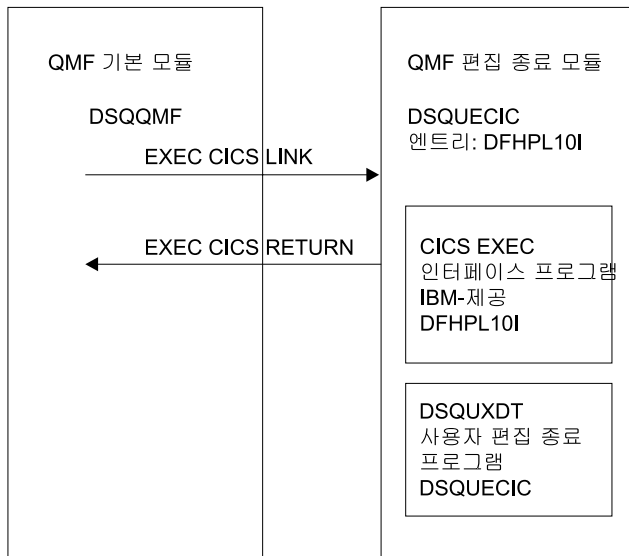 QMF 기본 모듈
DSQQMF
EXEC CICS LINK
EXEC CICS RETURN
QMF 편집 종료 모듈
DSQUECIC
엔트리: DFHPL10I
CICS EXEC
인터페이스 프로그램
IBM-제공
DFHPL10I
DSQUXDT
사용자 편집 종료
프로그램
DSQUECIC